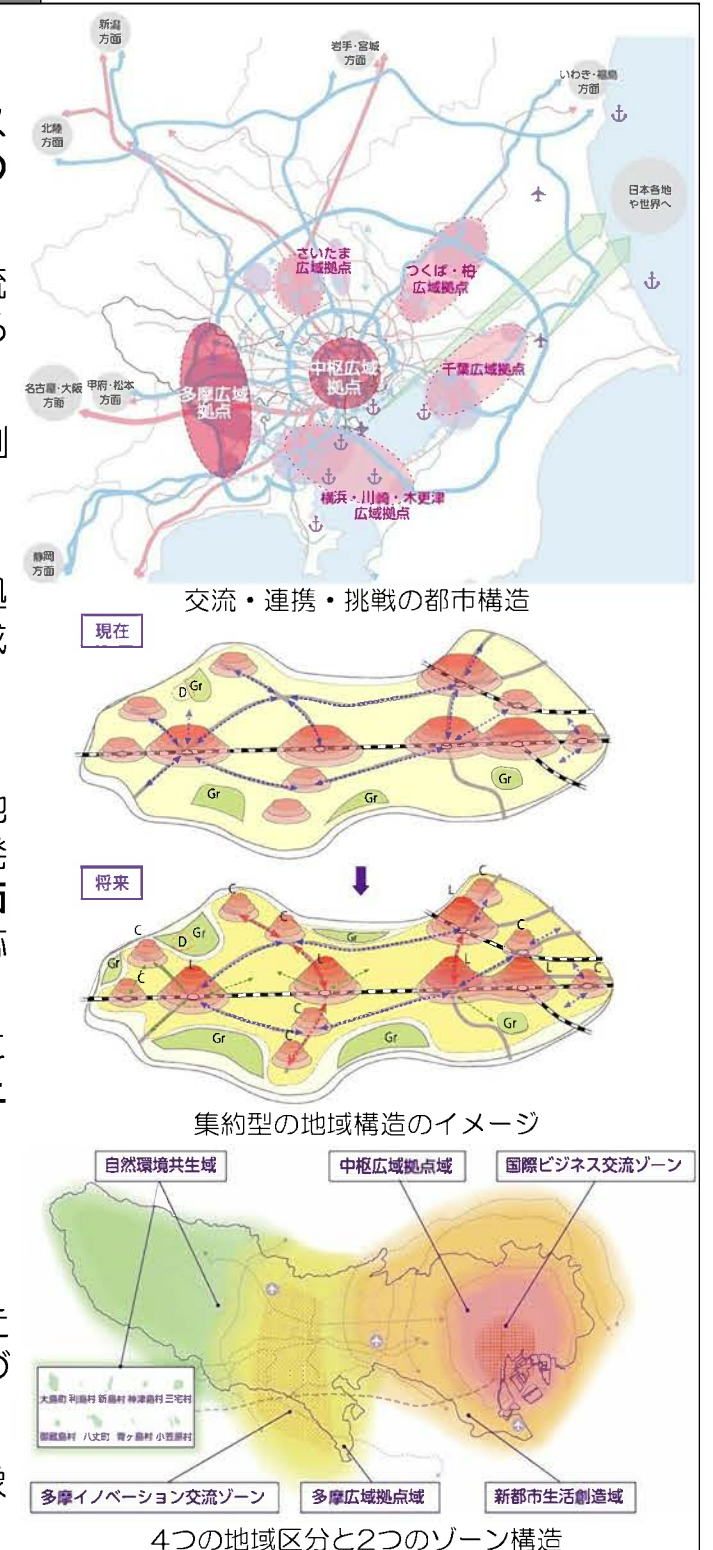 新潟
方面
岩手・宮城
方面
いわき・福島
方面
北陸
方面
日本各地
や世界へ
さいたま
広域拠点
つくば・柏
広域拠点
中枢広域
拠点
千葉広域拠点
多摩広域
拠点
名古屋・大阪
方面
甲府・松本
方面
横浜・川崎・木更津
広域拠点
静岡
方面
交流・連携・挑戦の都市構造
現在
D
Gr
Gr
Gr
Gr
将来
C
C
L
C
C
D
Gr
Gr
C
Gr
C
L
L
L
L
C
C
C
Gr
Gr
Gr
集約型の地域構造のイメージ
自然環境共生域
中枢広域拠点域
国際ビジネス交流ゾーン
大島町 利島村 新島村 神津島村 三宅村
御蔵島村 八丈町 青ヶ島村 小笠原村
多摩イノベーション交流ゾーン
多摩広域拠点域
新都市生活創造域
4つの地域区分と2つのゾーン構造